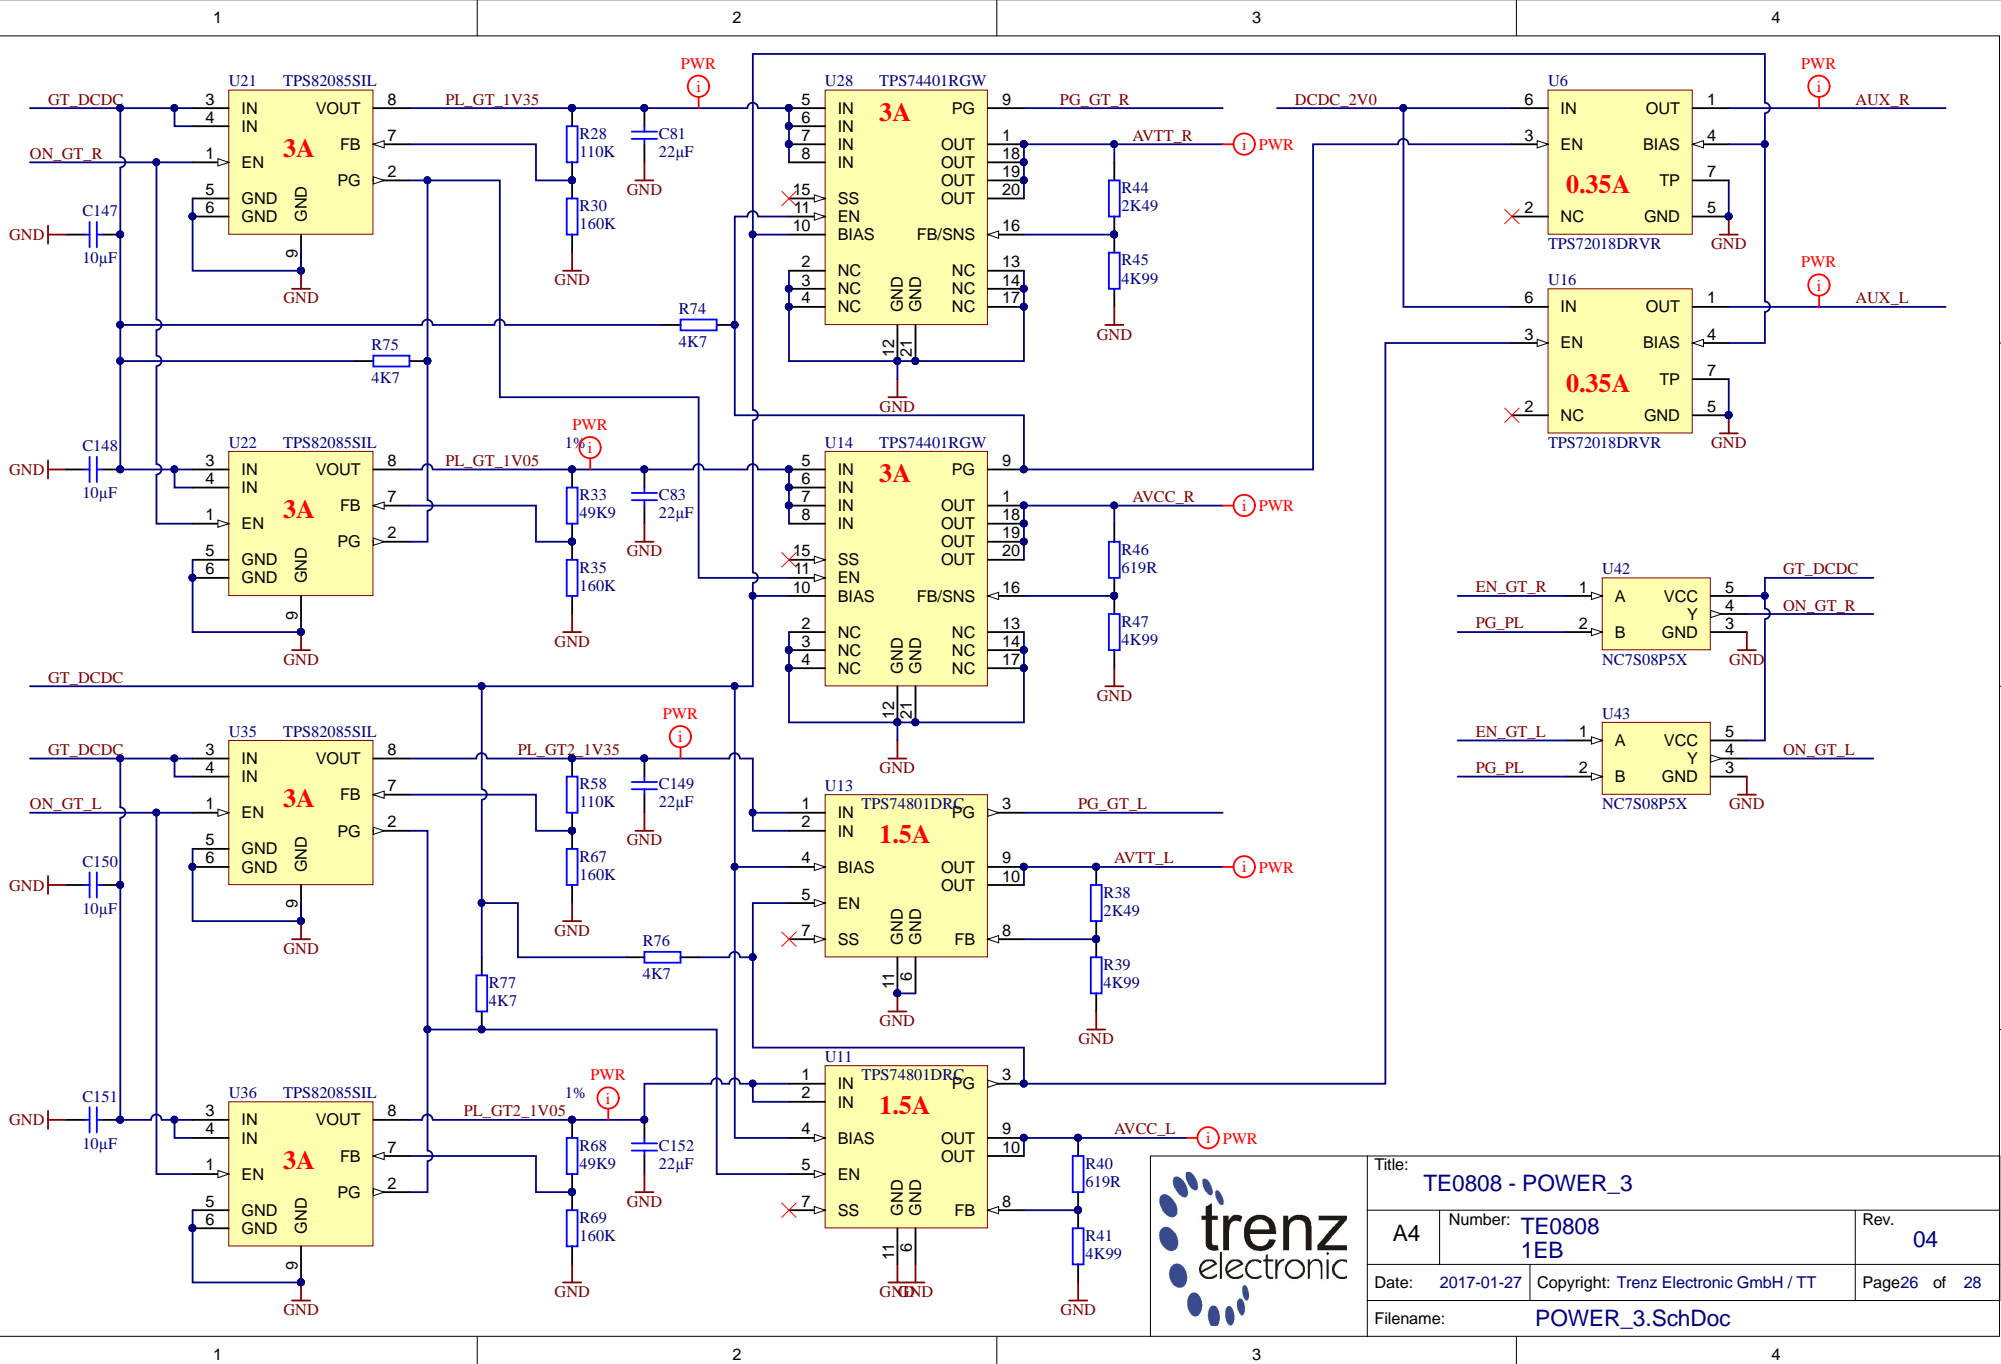 1 2 3 4
U21 TPS82085SIL
GT_DCDC
3 IN VOUT 8 PL_GT_1V35
4 IN
3A
FB 7
ON_GT_R
1 EN
PG 2
5 GND
6 GND
GND
9
GND
C147
GND
10µF
PWR
i
R28
110K
C81
22µF
GND
R30
160K
GND
R74
4K7
R75
4K7
U28 TPS74401RGW
5 IN PG 9 PG_GT_R
6 IN
3A
7 IN OUT 1 AVTT_R
8 IN OUT 18
OUT 19
15 SS OUT 20
11 EN
10 BIAS FB/SNS 16
2 NC NC 13
3 NC NC 14
4 NC NC 17
GND GND
12 21
GND
i PWR
R44
2K49
R45
4K99
GND
DCDC_2V0
U6
6 IN OUT 1 AUX_R
3 EN BIAS 4
0.35A
TP 7
2 NC GND 5
TPS72018DRVR
GND
PWR
i
U16
6 IN OUT 1 AUX_L
3 EN BIAS 4
0.35A
TP 7
2 NC GND 5
TPS72018DRVR
GND
PWR
i
U22 TPS82085SIL
3 IN VOUT 8 PL_GT_1V05
4 IN
3A
FB 7
1 EN
PG 2
5 GND
6 GND
GND
9
GND
C148
GND
10µF
PWR
1% i
R33
49K9
C83
22µF
GND
R35
160K
GND
U14 TPS74401RGW
5 IN PG 9
6 IN
3A
7 IN OUT 1 AVCC_R
8 IN OUT 18
OUT 19
15 SS OUT 20
11 EN
10 BIAS FB/SNS 16
2 NC NC 13
3 NC NC 14
4 NC NC 17
GND GND
12 21
GND
i PWR
R46
619R
R47
4K99
GND
U42
EN_GT_R 1 A VCC 5 GT_DCDC
Y 4 ON_GT_R
PG_PL 2 B GND 3
NC7S08P5X
GND
U43
EN_GT_L 1 A VCC 5
Y 4 ON_GT_L
PG_PL 2 B GND 3
NC7S08P5X
GND
GT_DCDC
U35 TPS82085SIL
GT_DCDC
3 IN VOUT 8 PL_GT2_1V35
4 IN
3A
FB 7
ON_GT_L
1 EN
PG 2
5 GND
6 GND
GND
9
GND
C150
GND
10µF
PWR
i
R58
110K
C149
22µF
GND
R67
160K
GND
R76
4K7
R77
4K7
U13
TPS74801DRC
1 IN PG 3 PG_GT_L
2 IN
1.5A
4 BIAS OUT 9 AVTT_L
OUT 10
5 EN
7 SS FB 8
GND GND
11 6
GND
i PWR
R38
2K49
R39
4K99
GND
U36 TPS82085SIL
3 IN VOUT 8 PL_GT2_1V05
4 IN
3A
FB 7
1 EN
PG 2
5 GND
6 GND
GND
9
GND
C151
GND
10µF
PWR
1% i
R68
49K9
C152
22µF
GND
R69
160K
GND
U11
TPS74801DRC
1 IN PG 3
2 IN
1.5A
4 BIAS OUT 9 AVCC_L
OUT 10
5 EN
7 SS FB 8
GND GND
11 6
GND GND
i PWR
R40
619R
R41
4K99
GND
trenz
electronic
Title:
TE0808 - POWER_3
A4 Number: TE0808
1EB
Rev.
04
Date: 2017-01-27 Copyright: Trenz Electronic GmbH / TT Page26 of 28
Filename: POWER_3.SchDoc
1 2 3 4